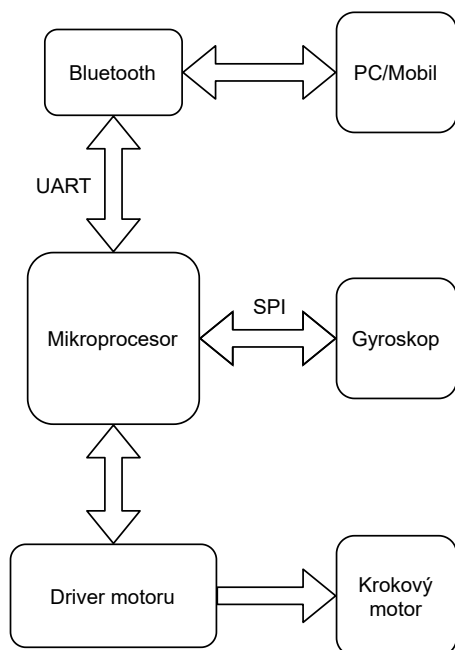 Bluetooth
PC/Mobil
UART
Mikroprocesor
SPI
Gyroskop
Driver motoru
Krokový
motor